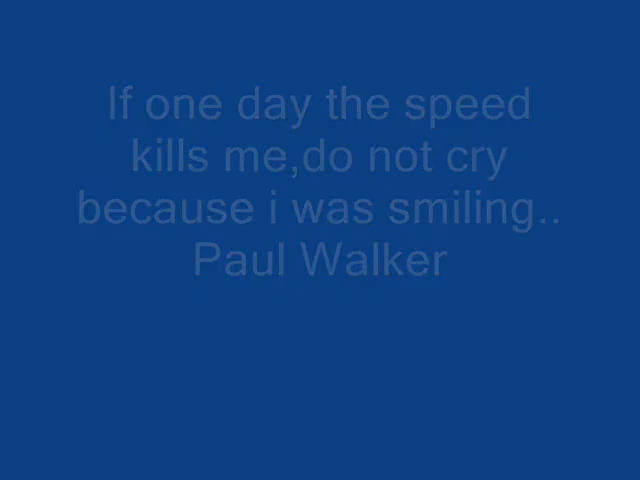 If one day the speed
kills me,do not cry
because i was smiling..
Paul Walker